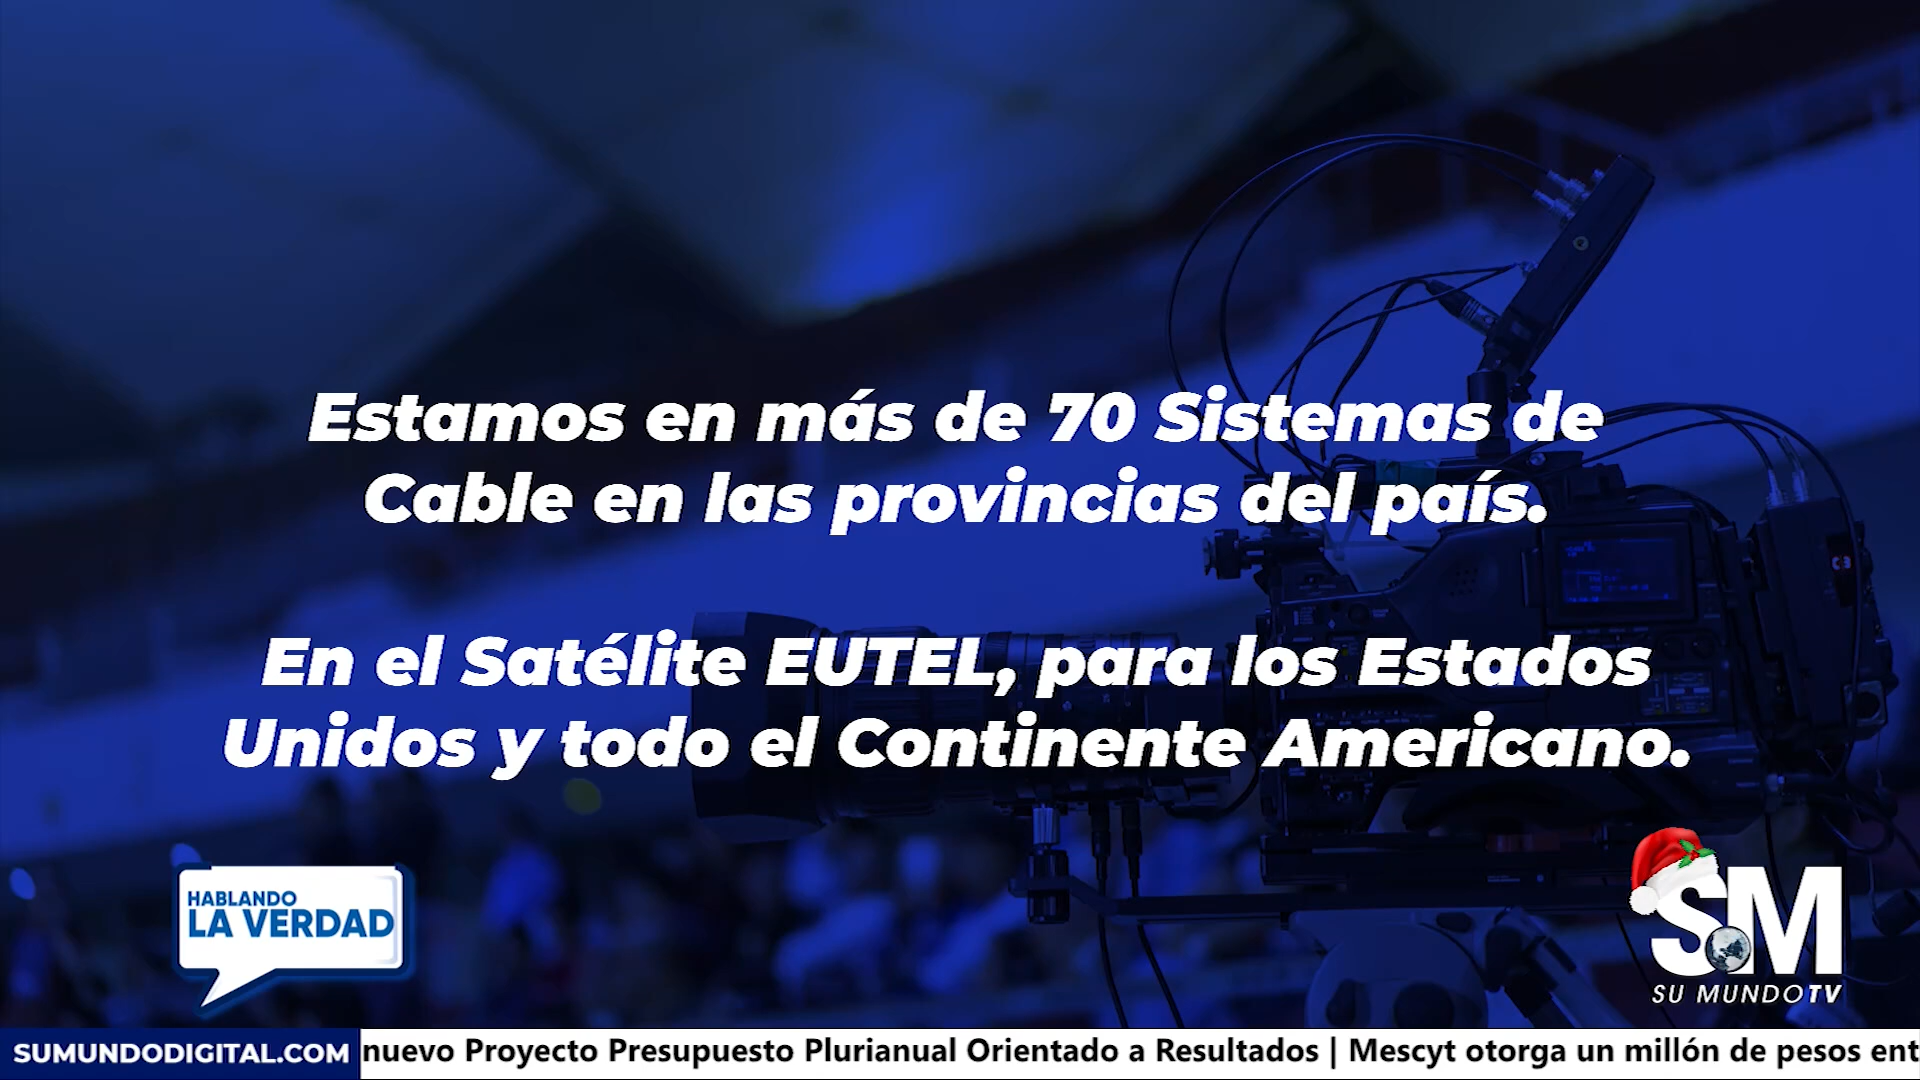 Estamos en más de 70 Sistemas de
Cable en las provincias del país.
En el Satélite EUTEL, para los Estados
Unidos y todo el Continente Americano.
HABLANDO
LA VERDAD
SM
SU MUNDO TV
SUMUNDODIGITAL.COM nuevo Proyecto Presupuesto Plurianual Orientado a Resultados | Mescyt otorga un millón de pesos ent